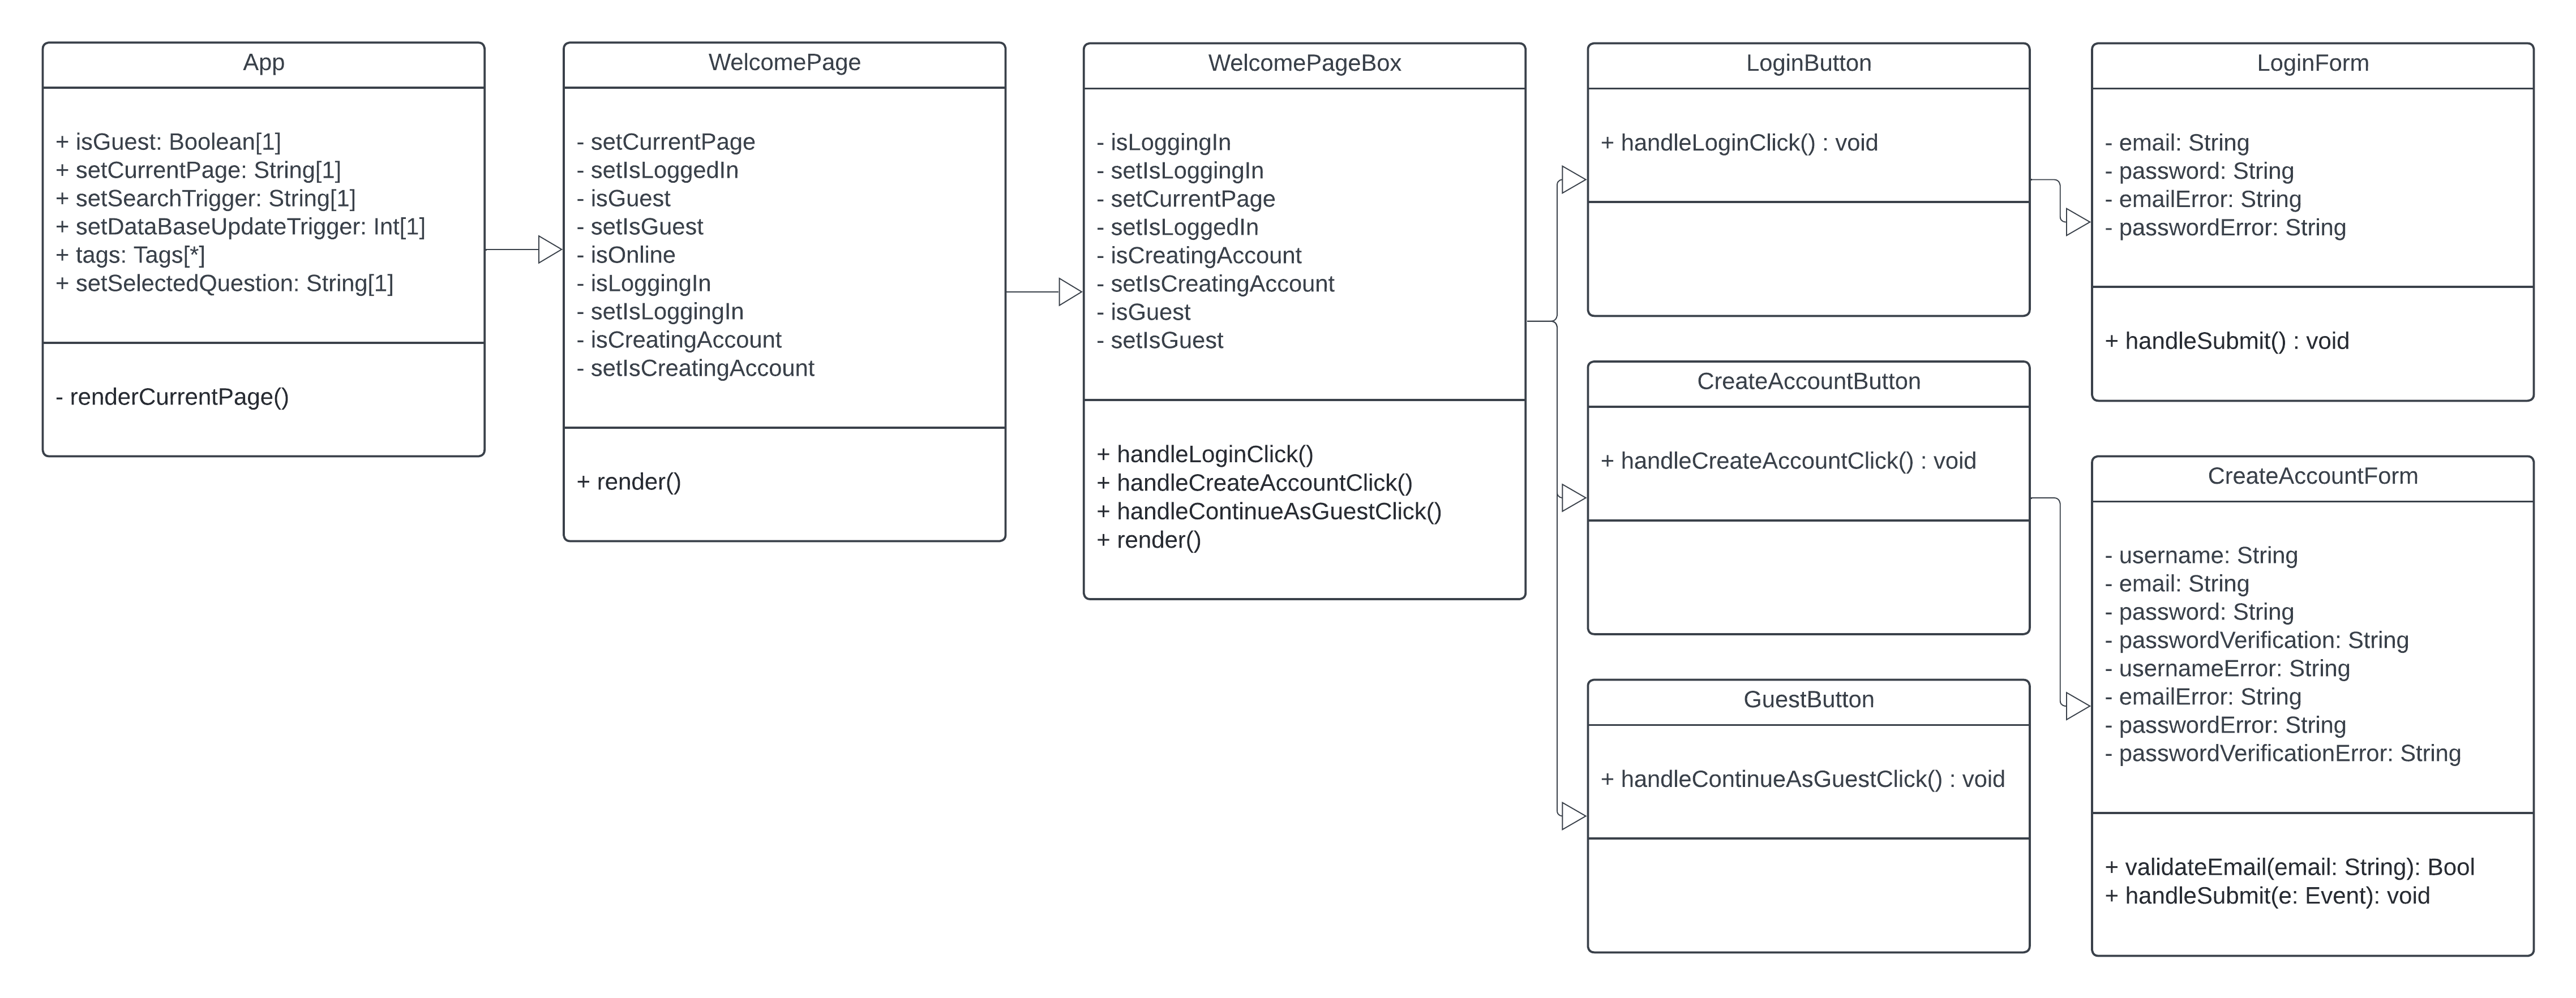 App
+ isGuest: Boolean[1]
+ setCurrentPage: String[1]
+ setSearchTrigger: String[1]
+ setDataBaseUpdateTrigger: Int[1]
+ tags: Tags[*]
+ setSelectedQuestion: String[1]
- renderCurrentPage()
WelcomePage
- setCurrentPage
- setIsLoggedIn
- isGuest
- setIsGuest
- isOnline
- isLoggingIn
- setIsLoggingIn
- isCreatingAccount
- setIsCreatingAccount
+ render()
WelcomePageBox
- isLoggingIn
- setIsLoggingIn
- setCurrentPage
- setIsLoggedIn
- isCreatingAccount
- setIsCreatingAccount
- isGuest
- setIsGuest
+ handleLoginClick()
+ handleCreateAccountClick()
+ handleContinueAsGuestClick()
+ render()
LoginButton
+ handleLoginClick() : void
CreateAccountButton
+ handleCreateAccountClick() : void
GuestButton
+ handleContinueAsGuestClick() : void
LoginForm
- email: String
- password: String
- emailError: String
- passwordError: String
+ handleSubmit() : void
CreateAccountForm
- username: String
- email: String
- password: String
- passwordVerification: String
- usernameError: String
- emailError: String
- passwordError: String
- passwordVerificationError: String
+ validateEmail(email: String): Bool
+ handleSubmit(e: Event): void